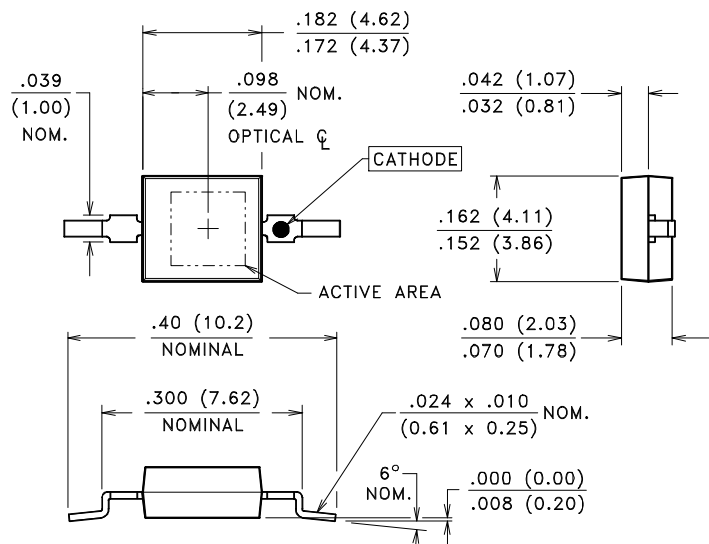 .182 (4.62)
.172 (4.37)
.039
(1.00)
NOM.
.098
(2.49)
NOM.
OPTICAL ℄
.042 (1.07)
.032 (0.81)
CATHODE
.162 (4.11)
.152 (3.86)
ACTIVE AREA
.40 (10.2)
NOMINAL
.080 (2.03)
.070 (1.78)
.300 (7.62)
NOMINAL
.024 x .010
(0.61 x 0.25)
NOM.
6°
NOM.
.000 (0.00)
.008 (0.20)